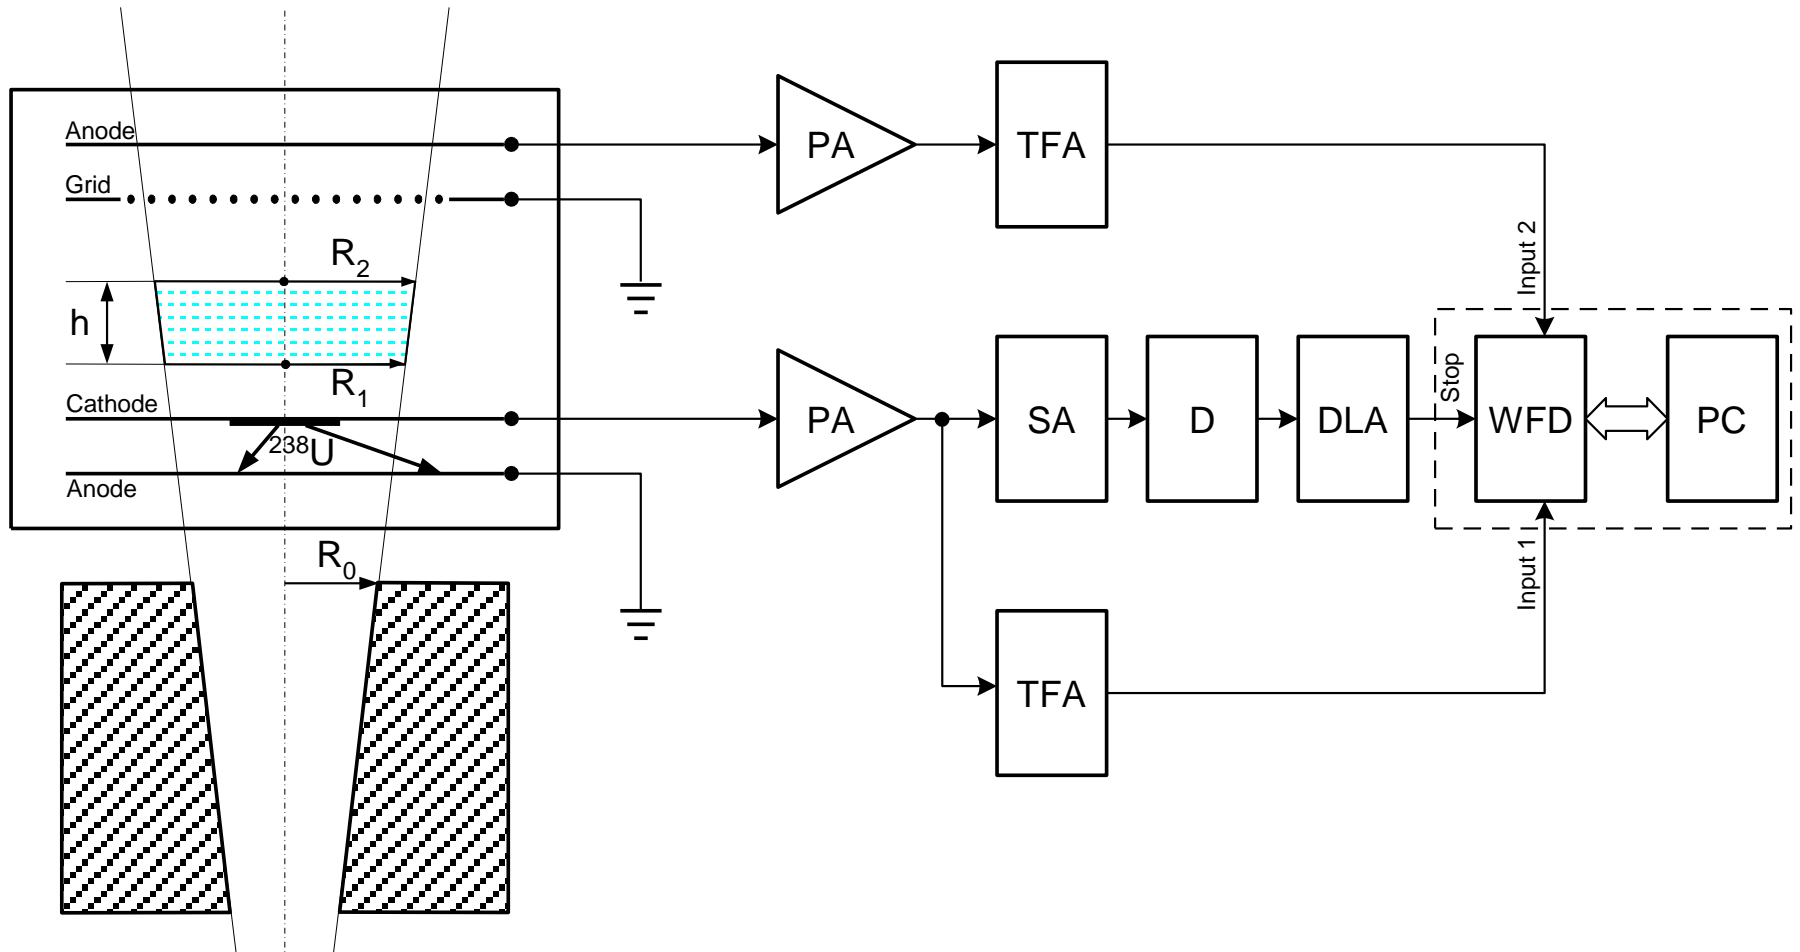 Anode
PA
TFA
Grid
R2
Input 2
h
R1
Cathode
238U
Anode
PA
SA
D
DLA
Stop
WFD
PC
R0
Input 1
TFA